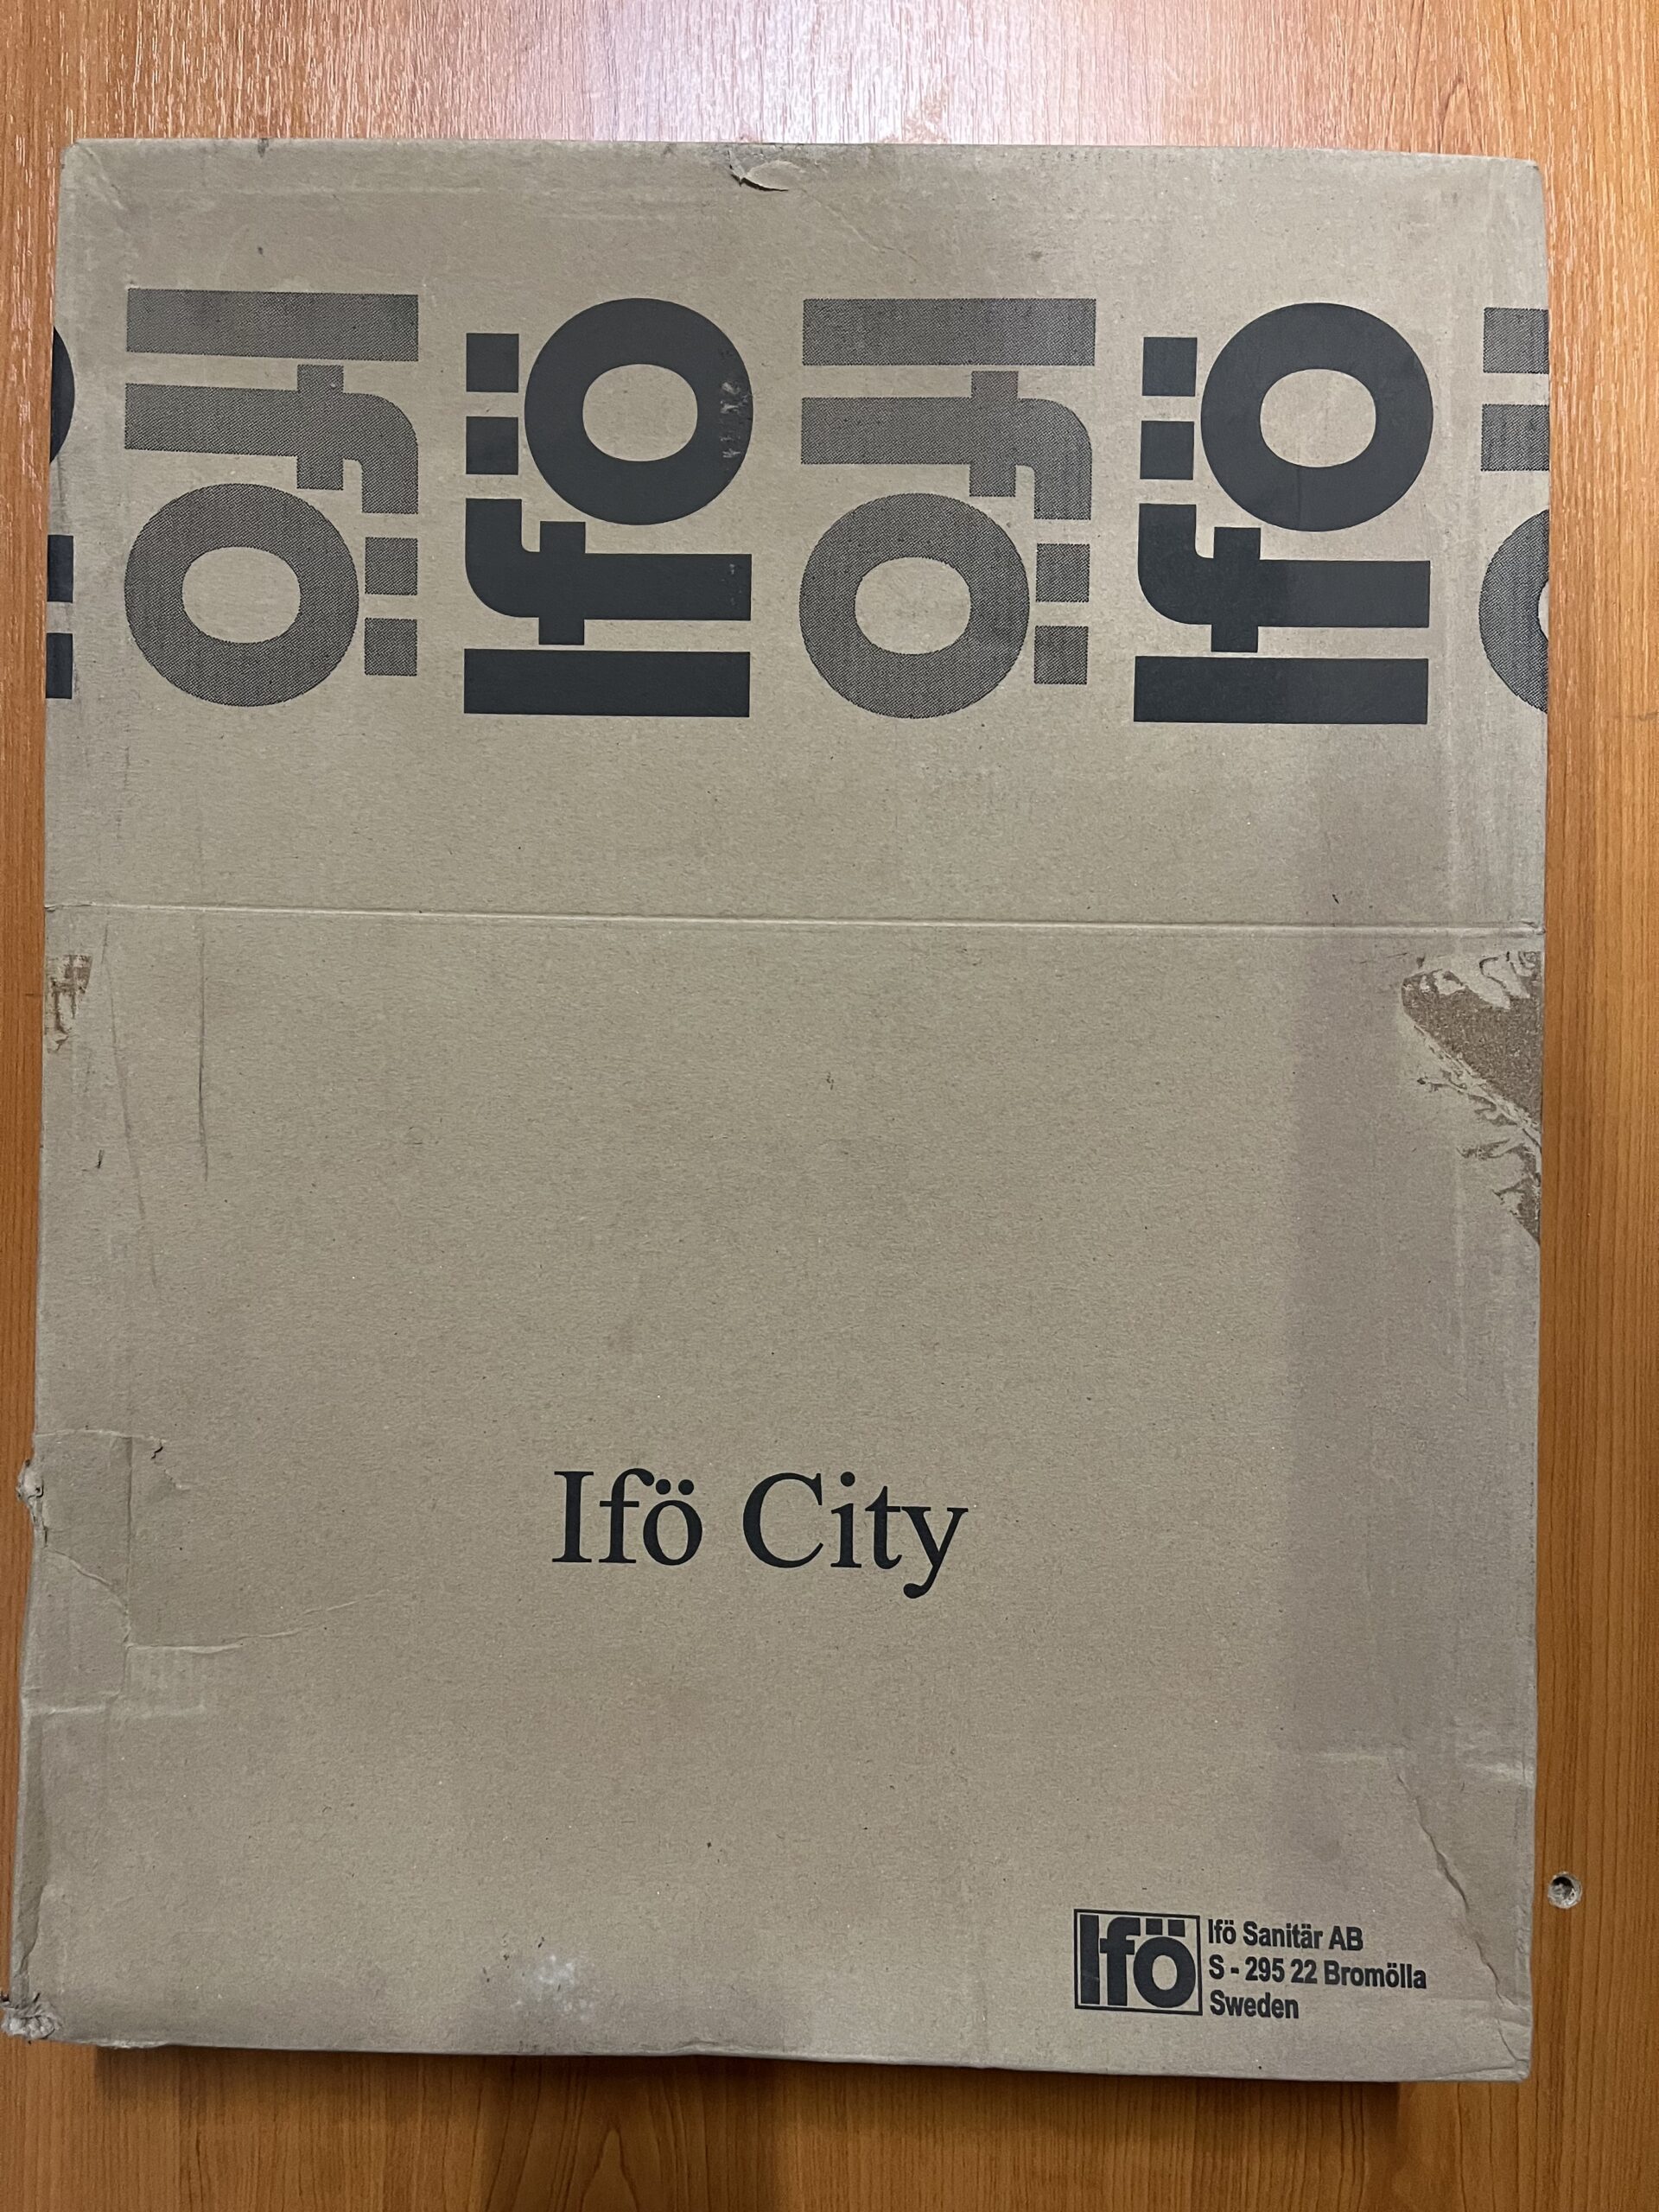 Ifö
Ifö
Ifö
Ifö
Ifö City
Ifö
Ifö Sanitär AB
S - 295 22 Bromölla
Sweden